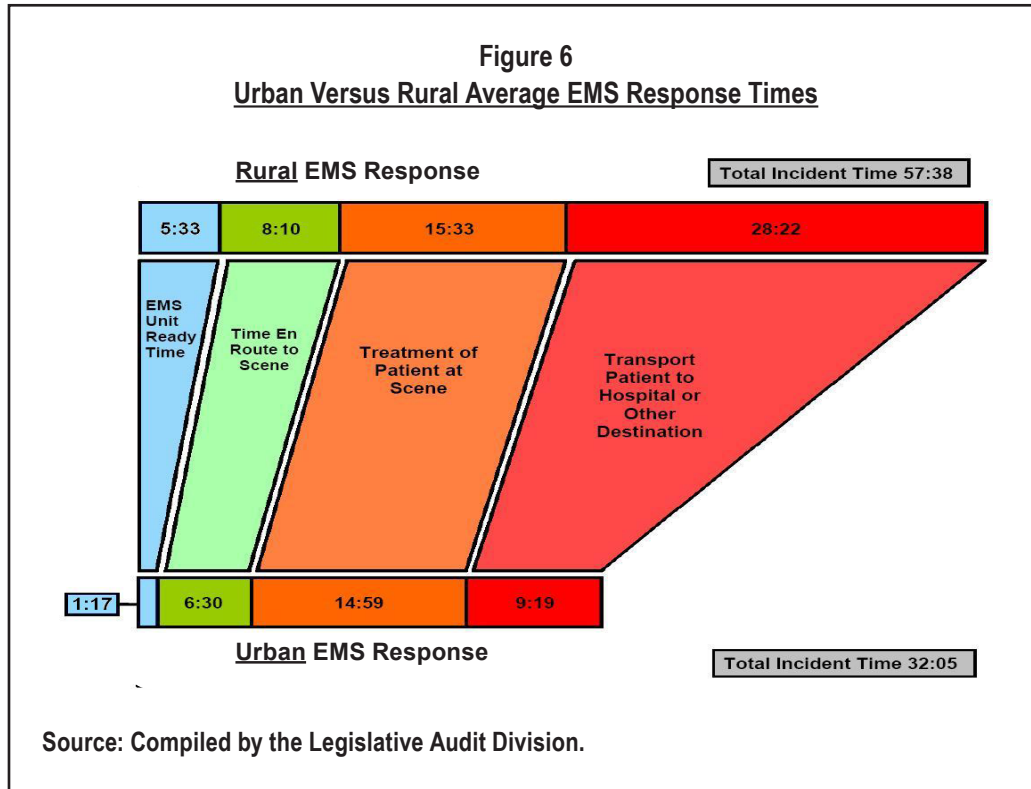 Figure 6
Urban Versus Rural Average EMS Response Times
Rural EMS Response
Total Incident Time 57:38
5:33 8:10 15:33 28:22
EMS
Unit
Ready
Time
Time En
Route to
Scene
Treatment of
Patient at
Scene
Transport
Patient to
Hospital or
Other
Destination
1:17 6:30 14:59 9:19
Urban EMS Response
Total Incident Time 32:05
Source: Compiled by the Legislative Audit Division.